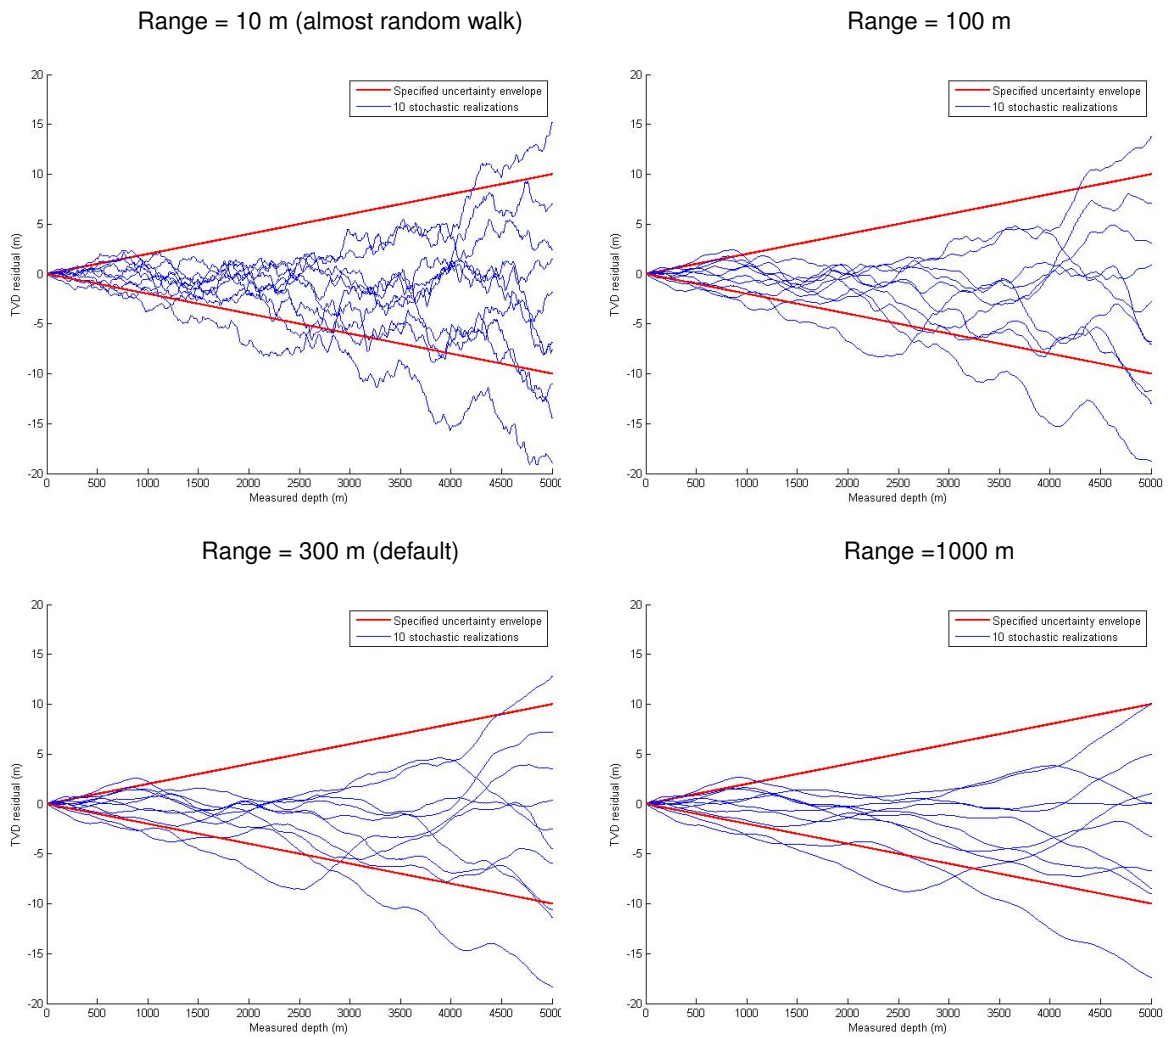 Range = 10 m (almost random walk)
Range = 100 m
20
15
10
5
0
-5
-10
-15
-20
TVD residual (m)
Specified uncertainty envelope
10 stochastic realizations
0 500 1000 1500 2000 2500 3000 3500 4000 4500 500
Measured depth (m)
20
15
10
5
0
-5
-10
-15
-20
TVD residual (m)
Specified uncertainty envelope
10 stochastic realizations
0 500 1000 1500 2000 2500 3000 3500 4000 4500 5000
Measured depth (m)
Range = 300 m (default)
Range =1000 m
20
15
10
5
0
-5
-10
-15
-20
TVD residual (m)
Specified uncertainty envelope
10 stochastic realizations
0 500 1000 1500 2000 2500 3000 3500 4000 4500 500
Measured depth (m)
20
15
10
5
0
-5
-10
-15
-20
TVD residual (m)
Specified uncertainty envelope
10 stochastic realizations
0 500 1000 1500 2000 2500 3000 3500 4000 4500 5000
Measured depth (m)